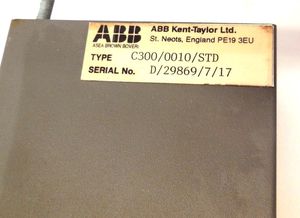 ABB
ASEA BROWN BOVERI
ABB Kent-Taylor Ltd.
St. Neots, England PE19 3EU
TYPE C300/0010/STD
SERIAL No. D/29869/7/17